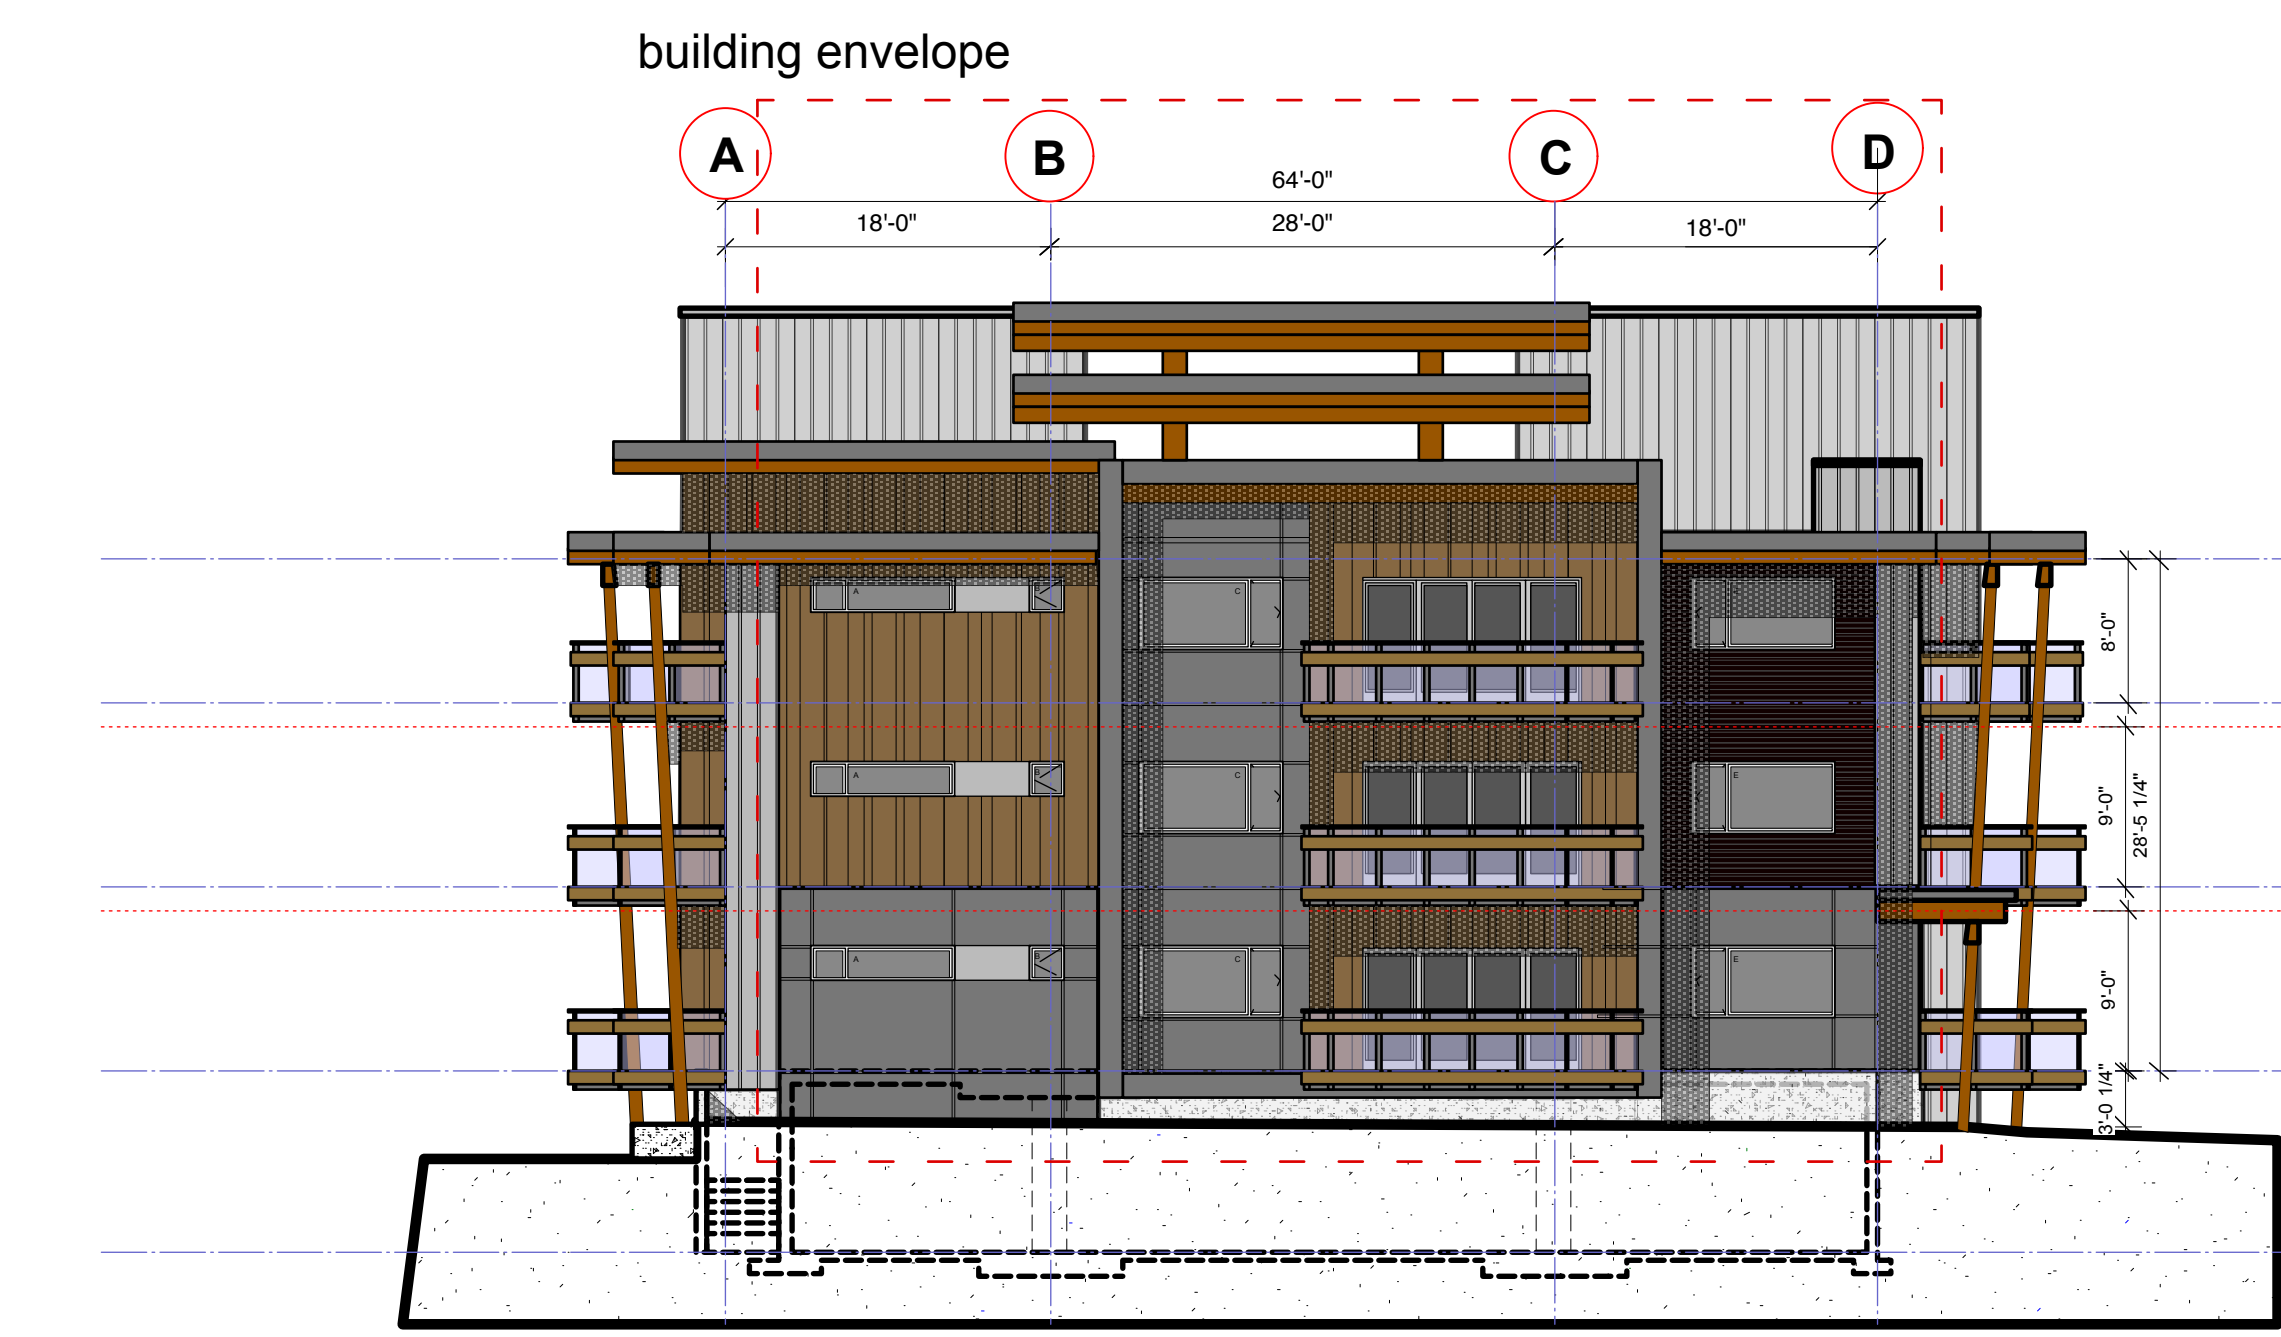 building envelope
A B C D
64'-0"
18'-0" 28'-0" 18'-0"
8'-0"
9'-0"
28'-5 1/4"
9'-0"
3'-0 1/4"
A B C
A B C E
A B C E